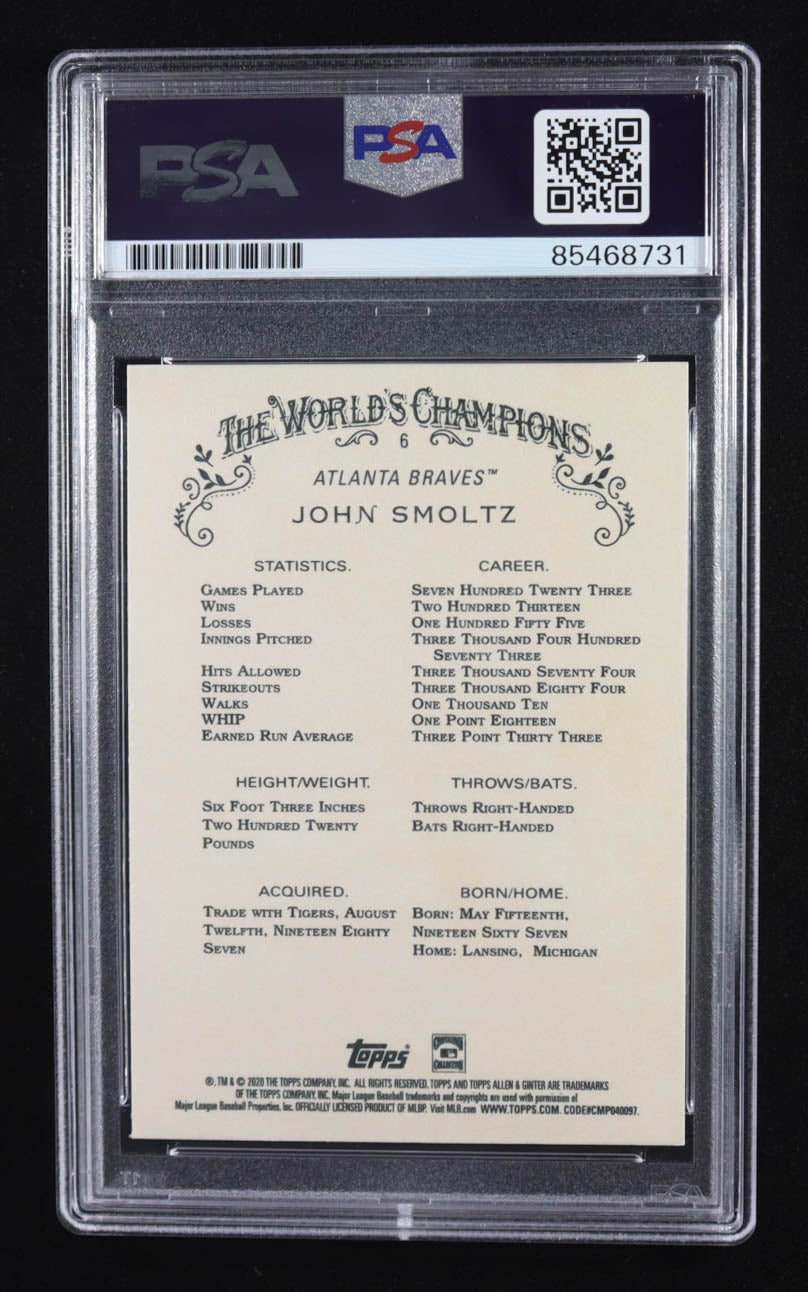 PSA
PSA
85468731
THE WORLD'S CHAMPIONS
6
ATLANTA BRAVES™
JOHN SMOLTZ
STATISTICS. CAREER.
GAMES PLAYED SEVEN HUNDRED TWENTY THREE
WINS TWO HUNDRED THIRTEEN
LOSSES ONE HUNDRED FIFTY FIVE
INNINGS PITCHED THREE THOUSAND FOUR HUNDRED
SEVENTY THREE
HITS ALLOWED THREE THOUSAND SEVENTY FOUR
STRIKEOUTS THREE THOUSAND EIGHTY FOUR
WALKS ONE THOUSAND TEN
WHIP ONE POINT EIGHTEEN
EARNED RUN AVERAGE THREE POINT THIRTY THREE
HEIGHT/WEIGHT. THROWS/BATS.
SIX FOOT THREE INCHES THROWS RIGHT-HANDED
TWO HUNDRED TWENTY BATS RIGHT-HANDED
POUNDS
ACQUIRED. BORN/HOME.
TRADE WITH TIGERS, AUGUST BORN: MAY FIFTEENTH,
TWELFTH, NINETEEN EIGHTY NINETEEN SIXTY SEVEN
SEVEN HOME: LANSING, MICHIGAN
topps®
®, TM & © 2020 THE TOPPS COMPANY, INC. ALL RIGHTS RESERVED. TOPPS AND TOPPS ALLEN & GINTER ARE TRADEMARKS
OF THE TOPPS COMPANY, INC. Major League Baseball trademarks and copyrights are used with permission of
Major League Baseball Properties, Inc. OFFICIALLY LICENSED PRODUCT OF MLBP. Visit MLB.com WWW.TOPPS.COM. CODE#CMP040097.
PSA